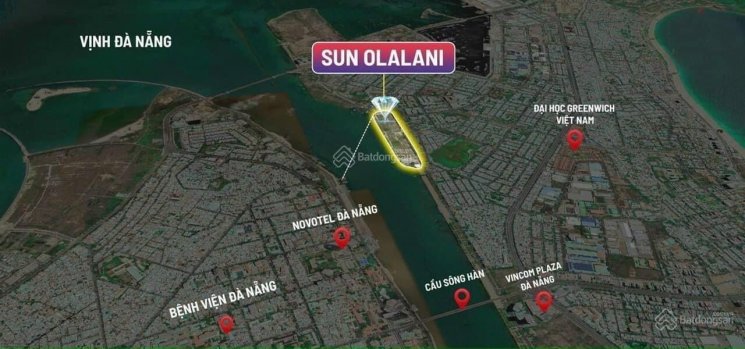 VỊNH ĐÀ NẴNG
SUN OLALANI
ĐẠI HỌC GREENWICH
VIỆT NAM
Batdongsan
NOVOTEL ĐÀ NẴNG
BỆNH VIỆN ĐÀ NẴNG
CẦU SÔNG HÀN
VINCOM PLAZA
ĐÀ NẴNG
Batdongsan